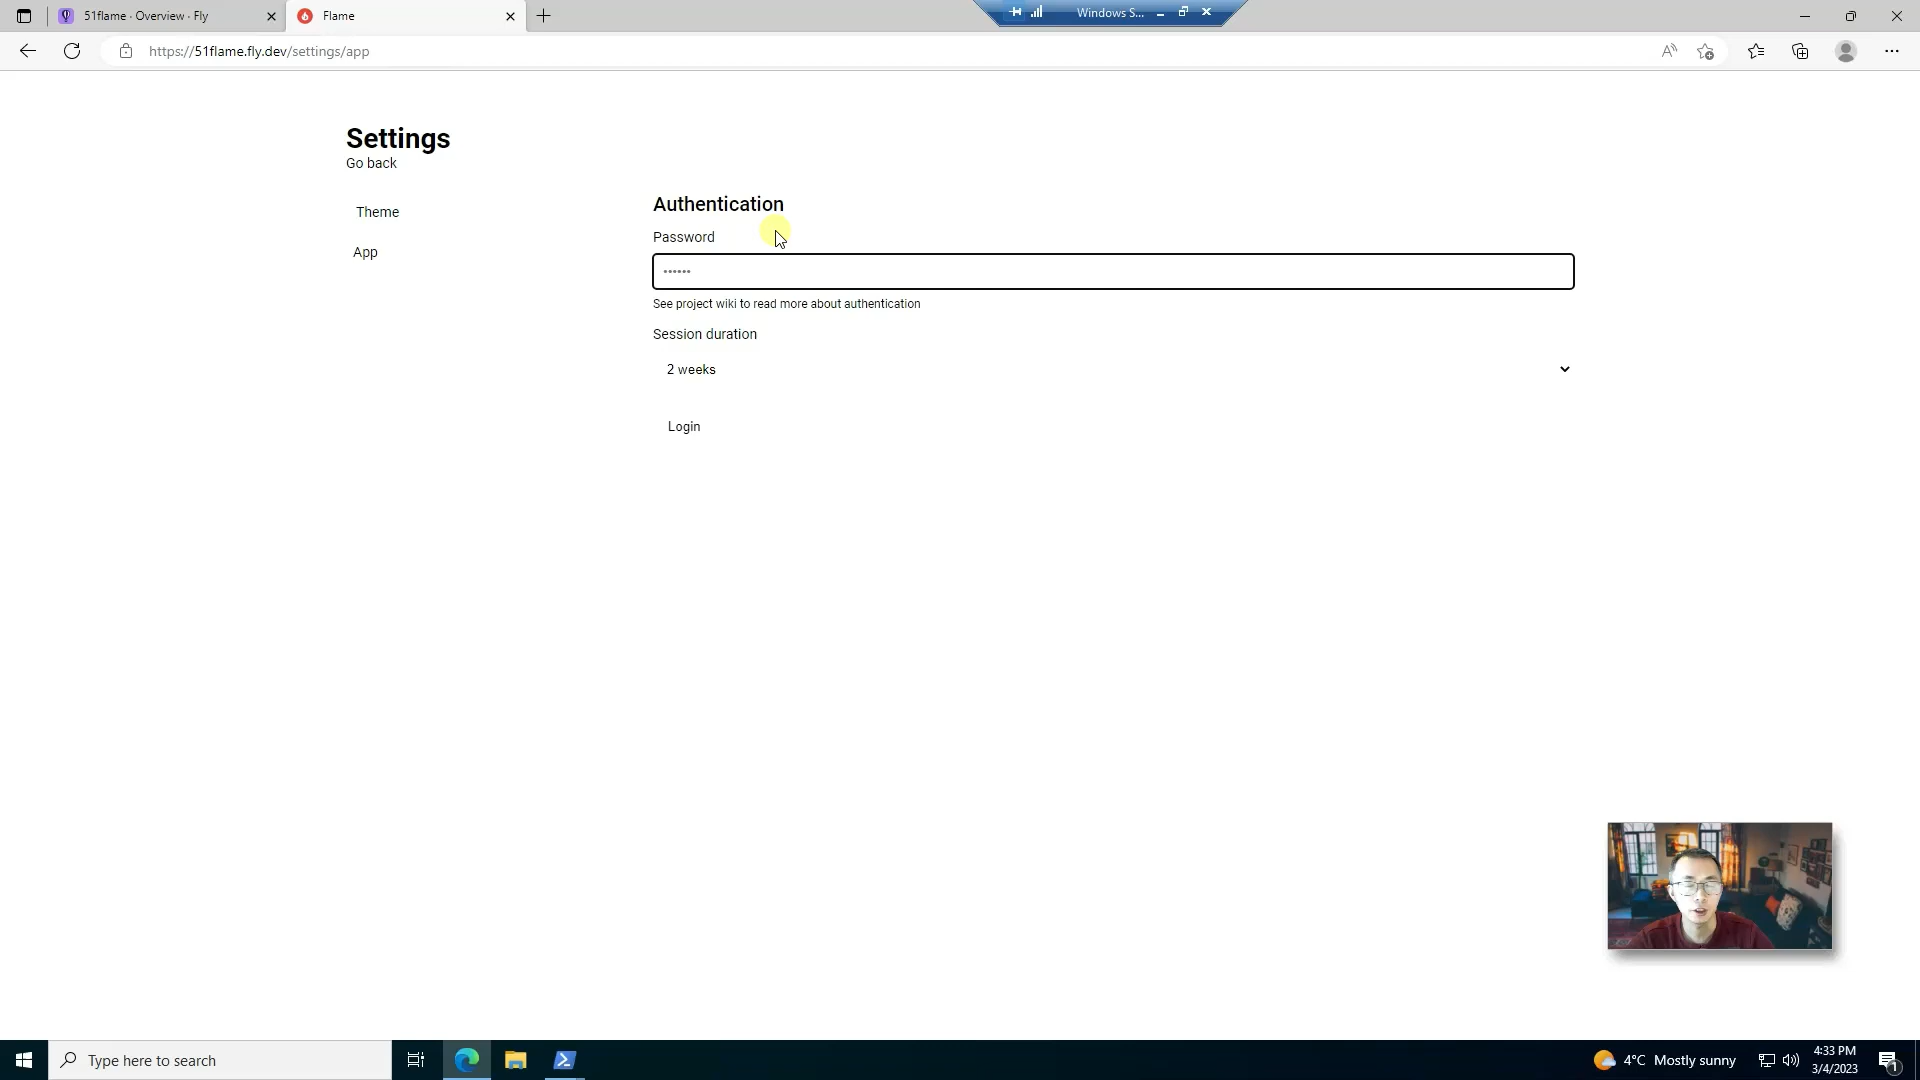 51flame · Overview · Fly
Flame
Windows S...
https://51flame.fly.dev/settings/app
Settings
Go back
Theme
App
Authentication
Password
••••••
See project wiki to read more about authentication
Session duration
2 weeks
Login
Type here to search
4°C Mostly sunny
4:33 PM
3/4/2023
1